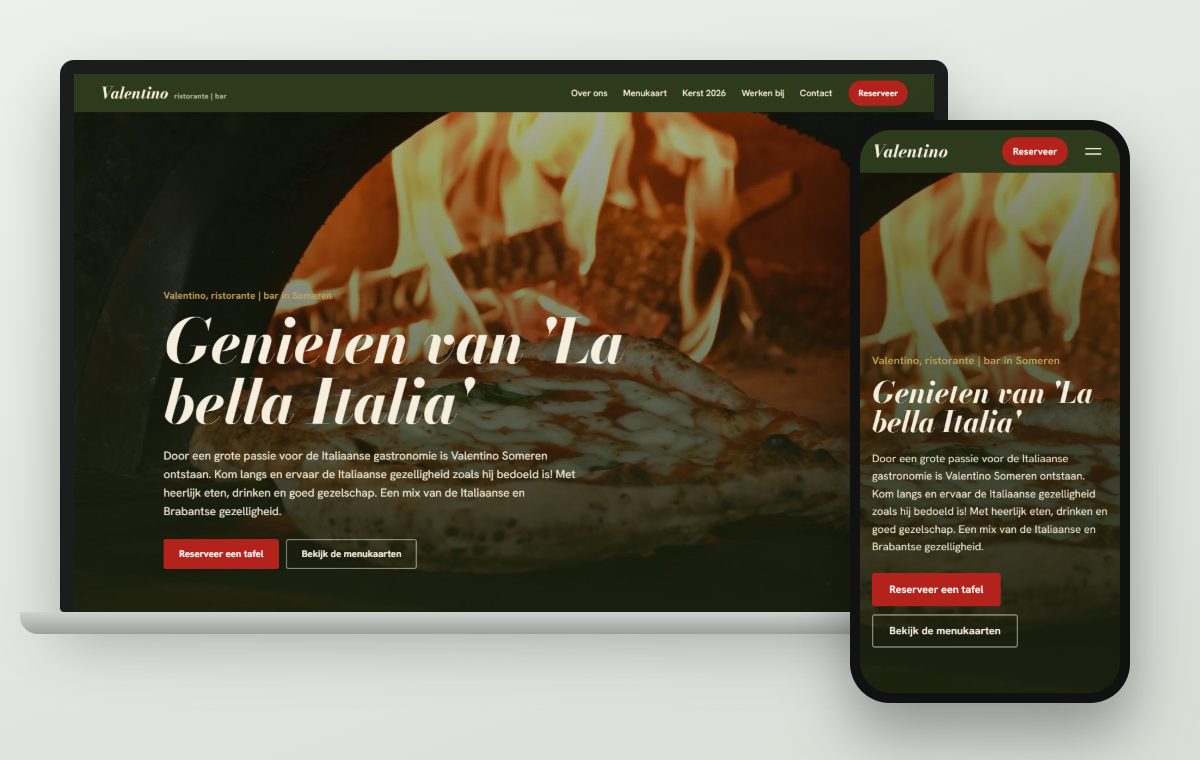 Valentino ristorante | bar
Over ons Menukaart Kerst 2026 Werken bij Contact Reserveer
Valentino, ristorante | bar in Someren
Genieten van 'La
bella Italia'
Door een grote passie voor de Italiaanse gastronomie is Valentino Someren
ontstaan. Kom langs en ervaar de Italiaanse gezelligheid zoals hij bedoeld is! Met
heerlijk eten, drinken en goed gezelschap. Een mix van de Italiaanse en
Brabantse gezelligheid.
Reserveer een tafel Bekijk de menukaarten
Valentino Reserveer
Valentino, ristorante | bar in Someren
Genieten van 'La
bella Italia'
Door een grote passie voor de Italiaanse
gastronomie is Valentino Someren ontstaan.
Kom langs en ervaar de Italiaanse gezelligheid
zoals hij bedoeld is! Met heerlijk eten, drinken en
goed gezelschap. Een mix van de Italiaanse en
Brabantse gezelligheid.
Reserveer een tafel
Bekijk de menukaarten